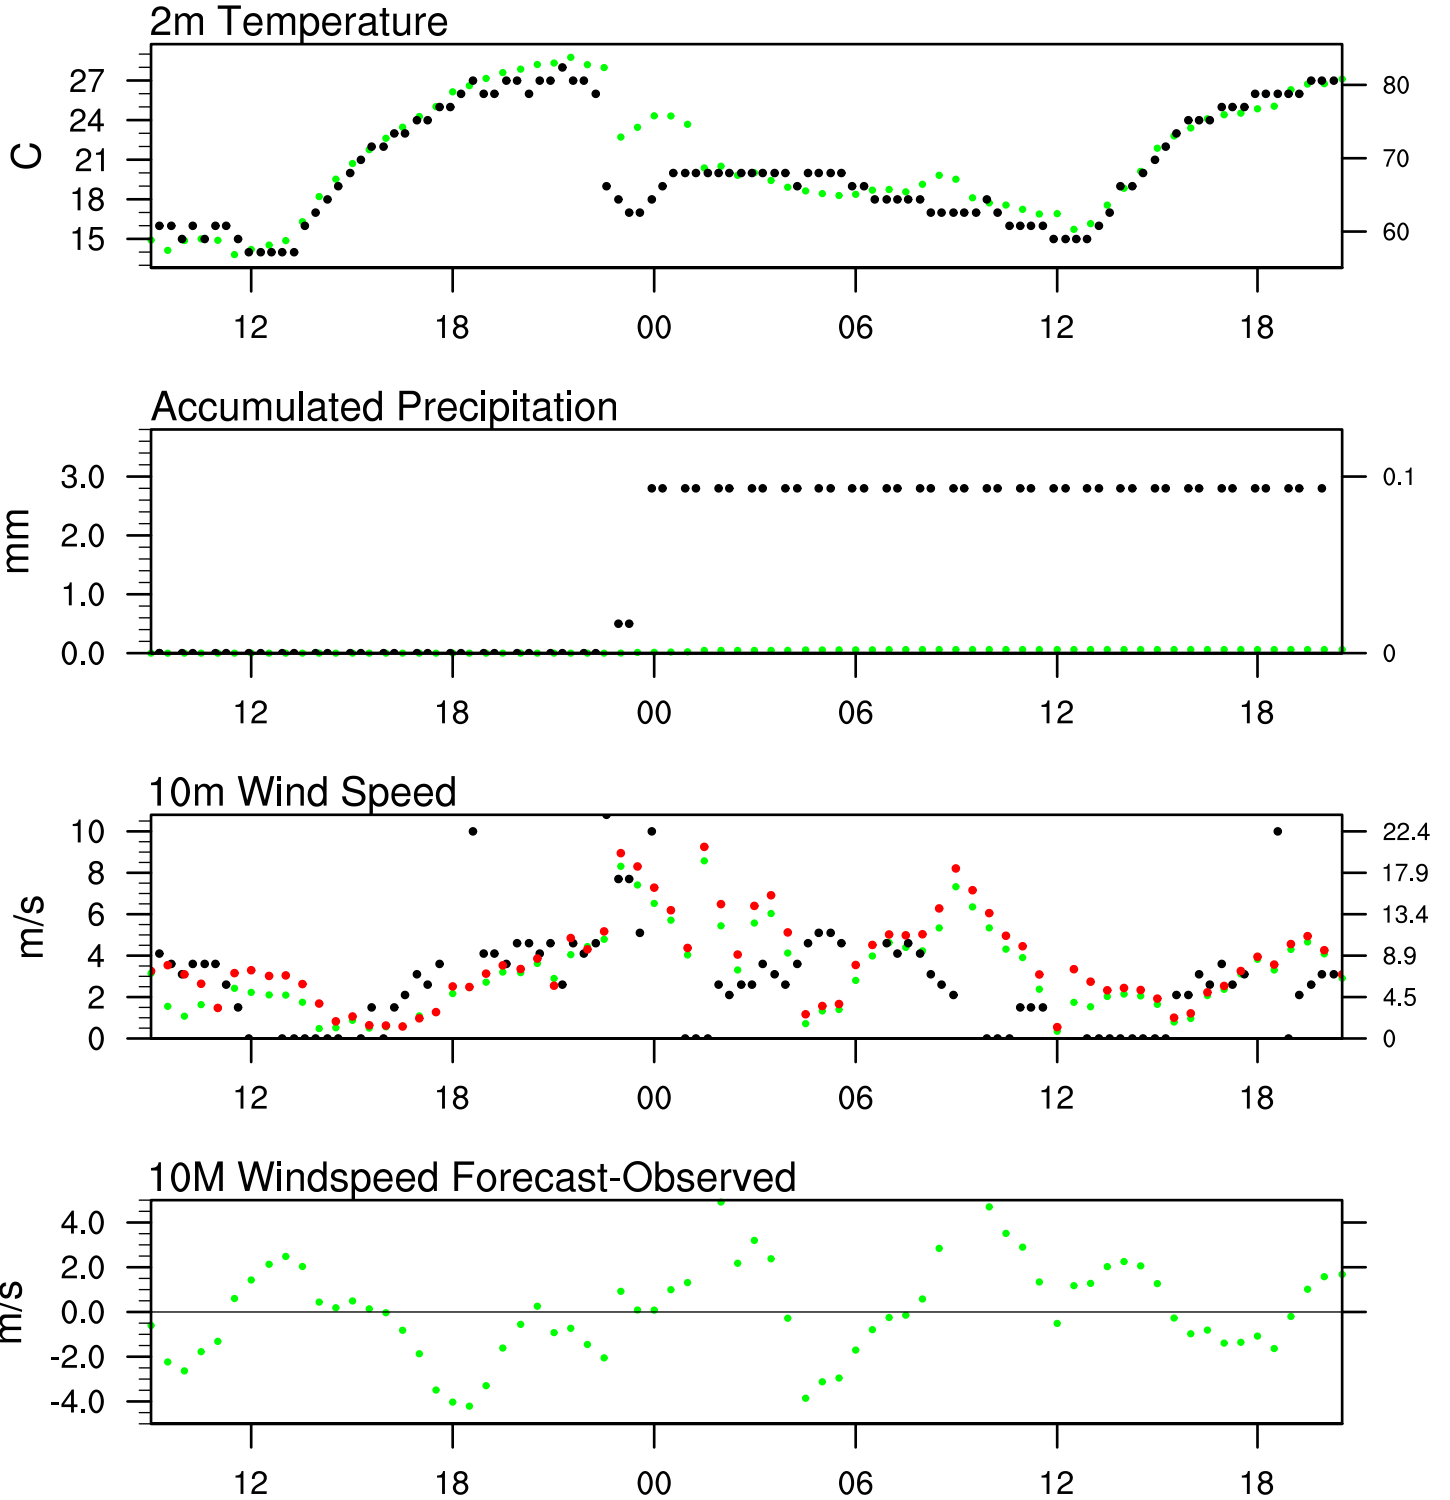 2m Temperature
27
24
21
18
15
C
80
70
60
12 18 00 06 12 18
Accumulated Precipitation
3.0
2.0
1.0
0.0
mm
0.1
0
12 18 00 06 12 18
10m Wind Speed
10
8
6
4
2
0
m/s
22.4
17.9
13.4
8.9
4.5
0
12 18 00 06 12 18
10M Windspeed Forecast-Observed
4.0
2.0
0.0
-2.0
-4.0
m/s
12 18 00 06 12 18